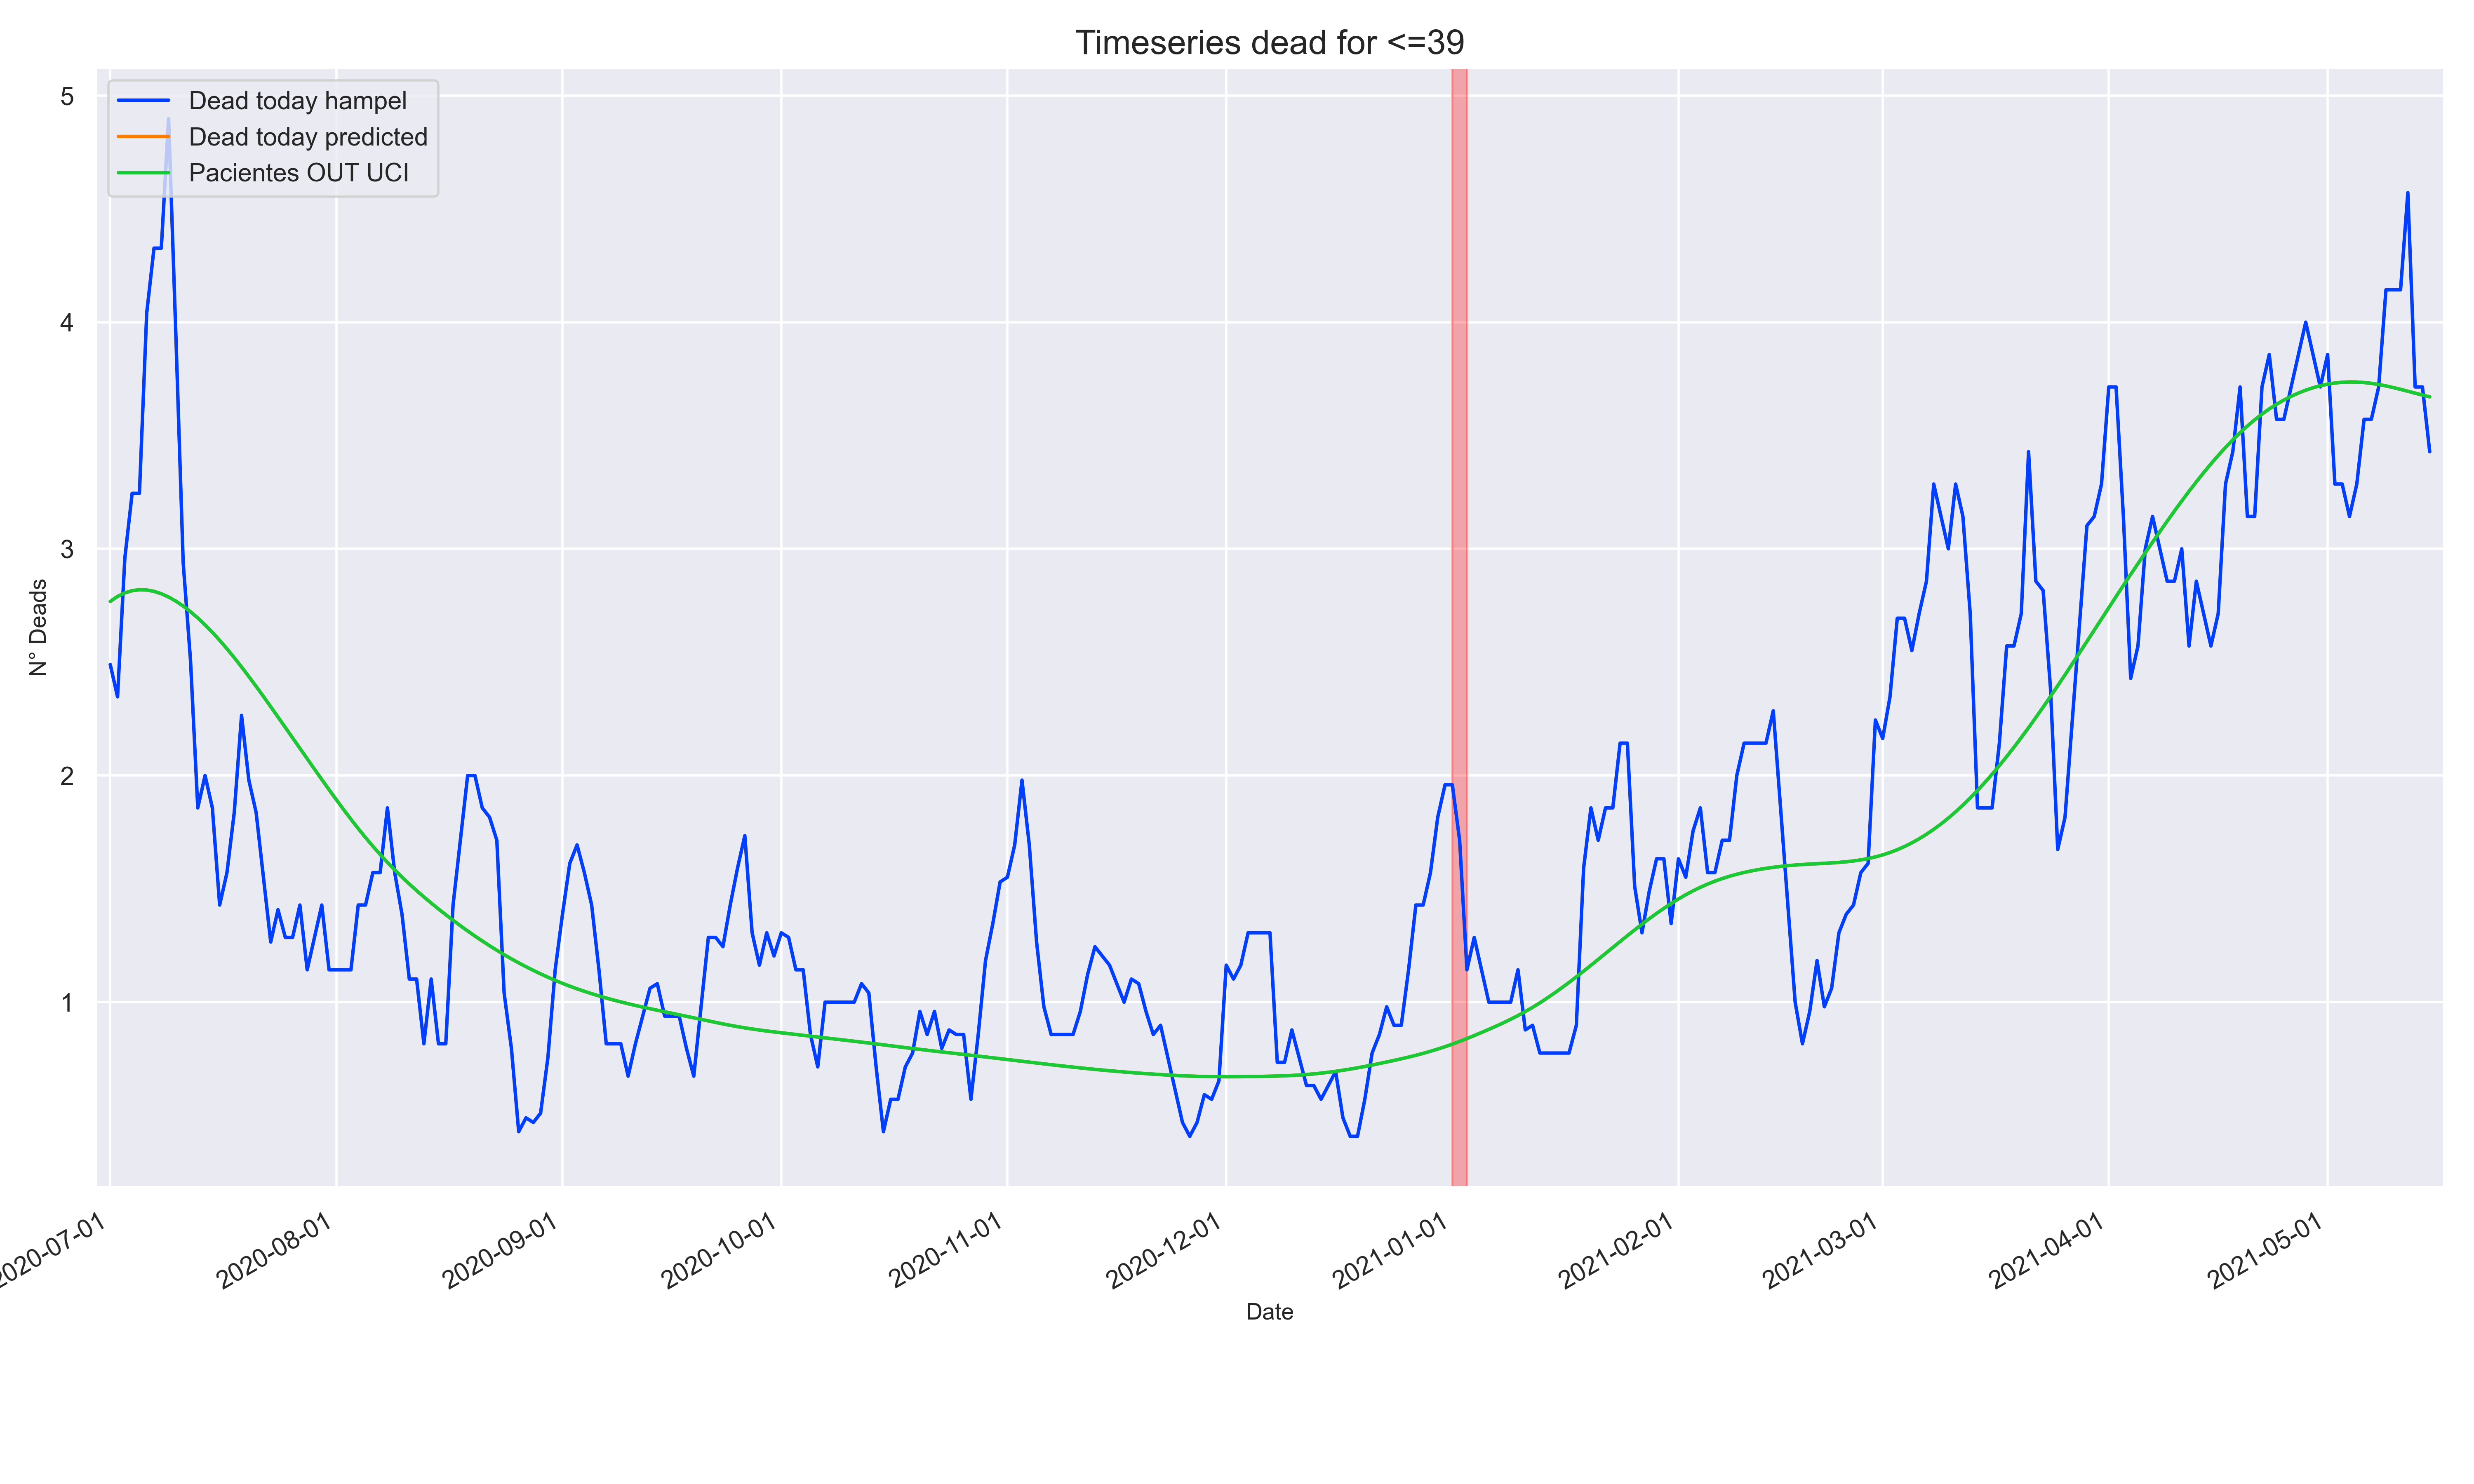 Timeseries dead for <=39
Dead today hampel
Dead today predicted
Pacientes OUT UCI
N° Deads
5
4
3
2
1
2020-07-01
2020-08-01
2020-09-01
2020-10-01
2020-11-01
2020-12-01
2021-01-01
2021-02-01
2021-03-01
2021-04-01
2021-05-01
Date